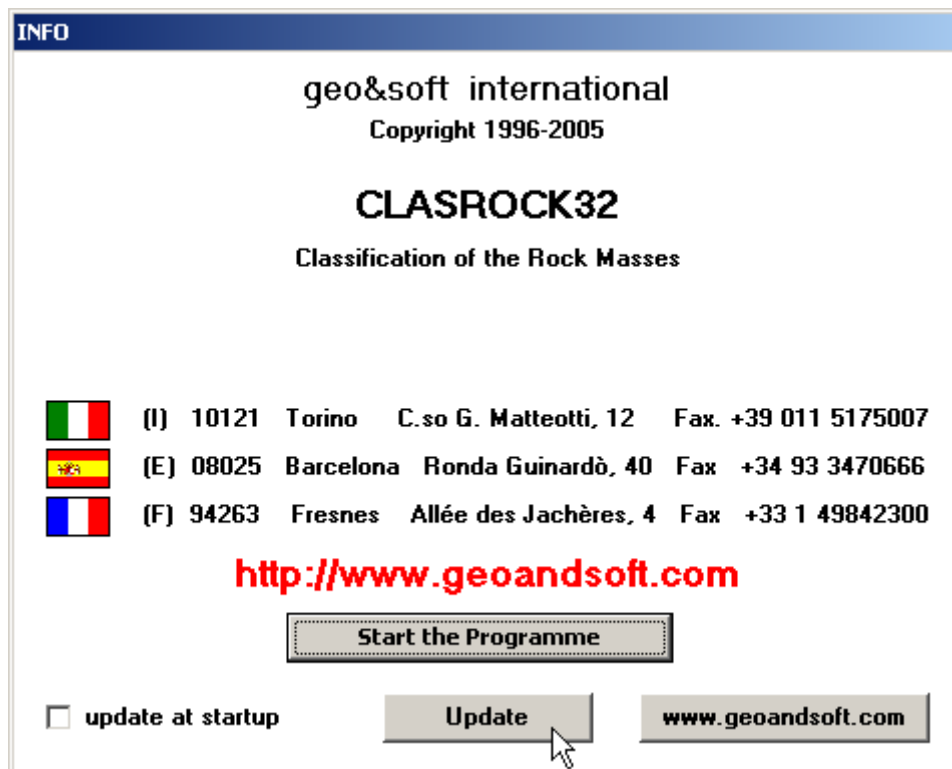 INFO
geo&soft international
Copyright 1996-2005
CLASROCK32
Classification of the Rock Masses
(I) 10121 Torino C.so G. Matteotti, 12 Fax. +39 011 5175007
(E) 08025 Barcelona Ronda Guinardò, 40 Fax +34 93 3470666
(F) 94263 Fresnes Allée des Jachères, 4 Fax +33 1 49842300
http://www.geoandsoft.com
Start the Programme
update at startup Update www.geoandsoft.com